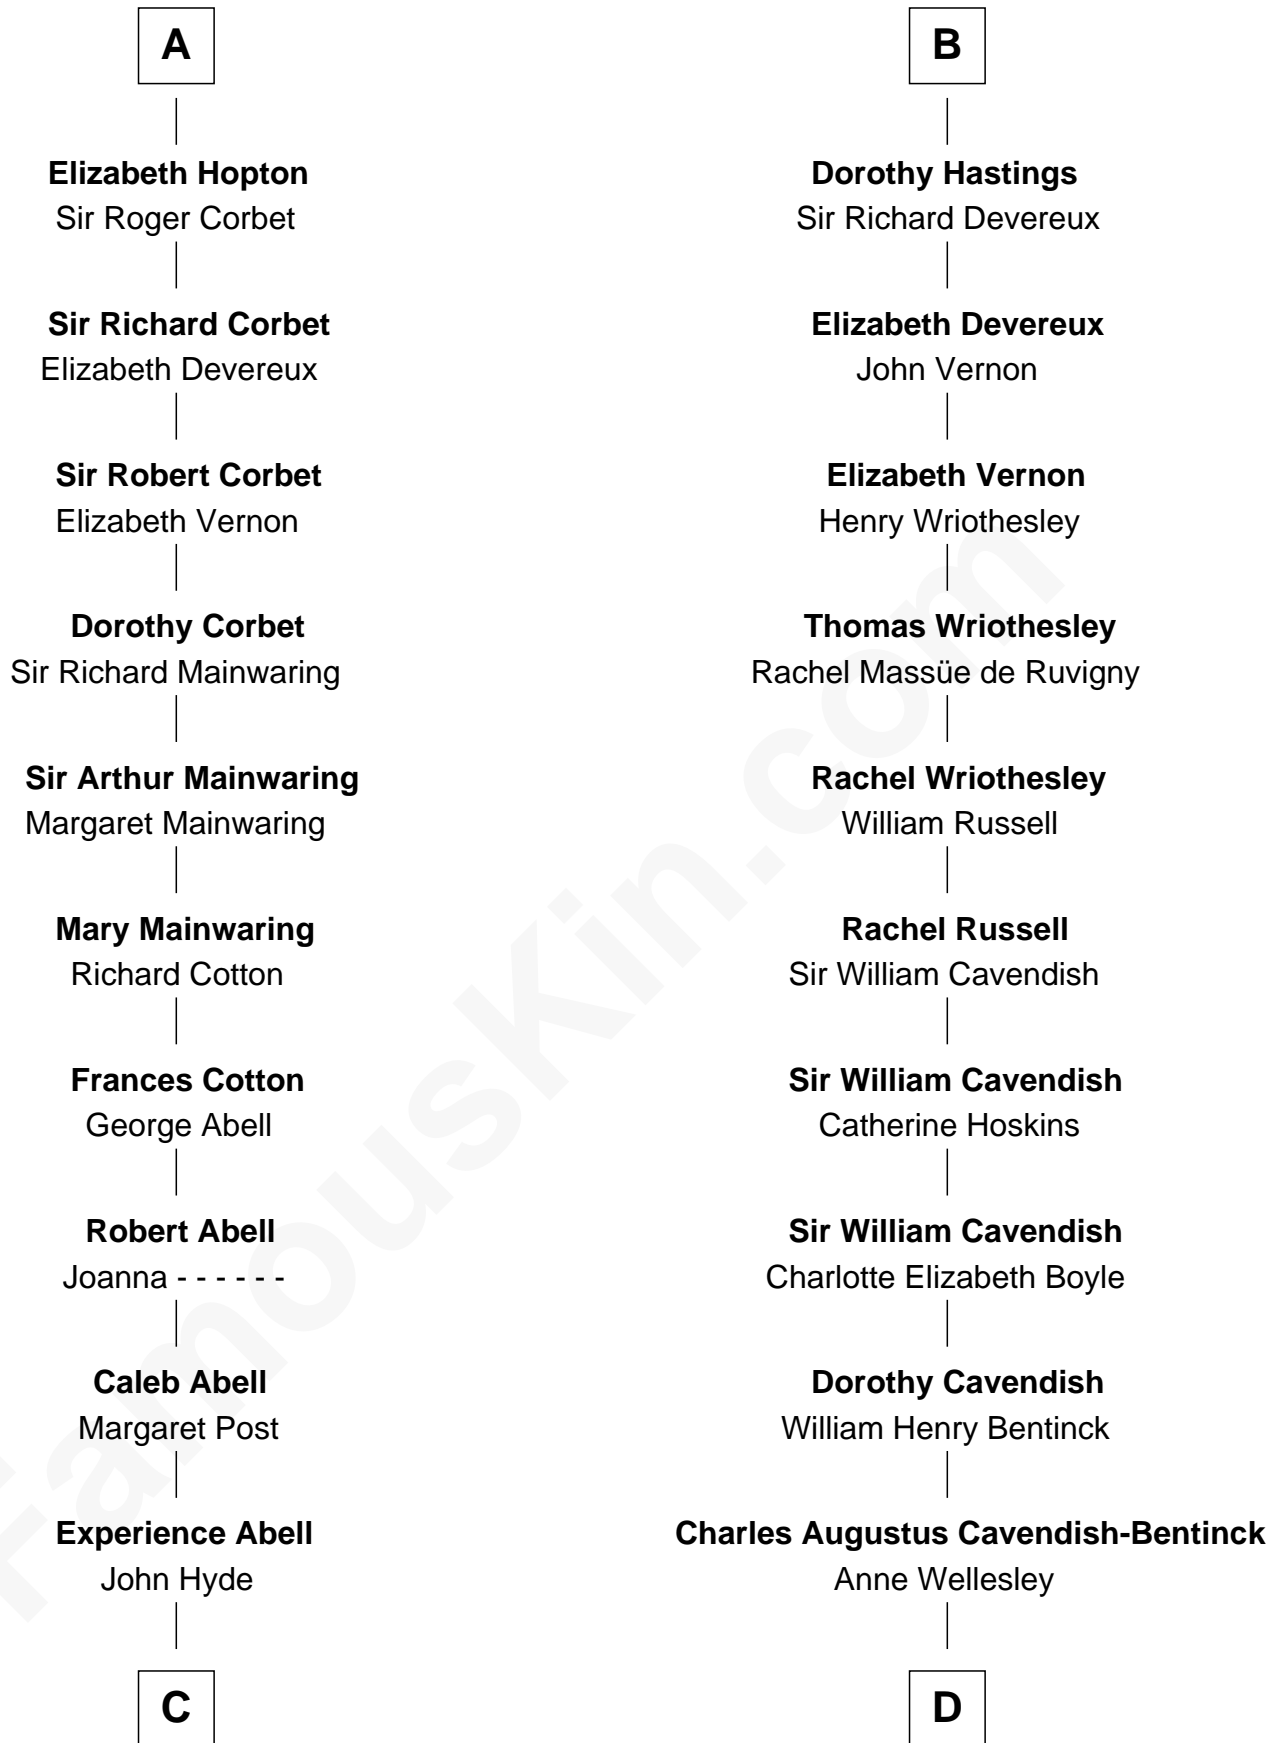 A
Elizabeth Hopton
Sir Roger Corbet
Sir Richard Corbet
Elizabeth Devereux
Sir Robert Corbet
Elizabeth Vernon
Dorothy Corbet
Sir Richard Mainwaring
Sir Arthur Mainwaring
Margaret Mainwaring
Mary Mainwaring
Richard Cotton
Frances Cotton
George Abell
Robert Abell
Joanna - - - - - -
Caleb Abell
Margaret Post
Experience Abell
John Hyde
C
B
Dorothy Hastings
Sir Richard Devereux
Elizabeth Devereux
John Vernon
Elizabeth Vernon
Henry Wriothesley
Thomas Wriothesley
Rachel Massüe de Ruvigny
Rachel Wriothesley
William Russell
Rachel Russell
Sir William Cavendish
Sir William Cavendish
Catherine Hoskins
Sir William Cavendish
Charlotte Elizabeth Boyle
Dorothy Cavendish
William Henry Bentinck
Charles Augustus Cavendish-Bentinck
Anne Wellesley
D
FamousKin.com